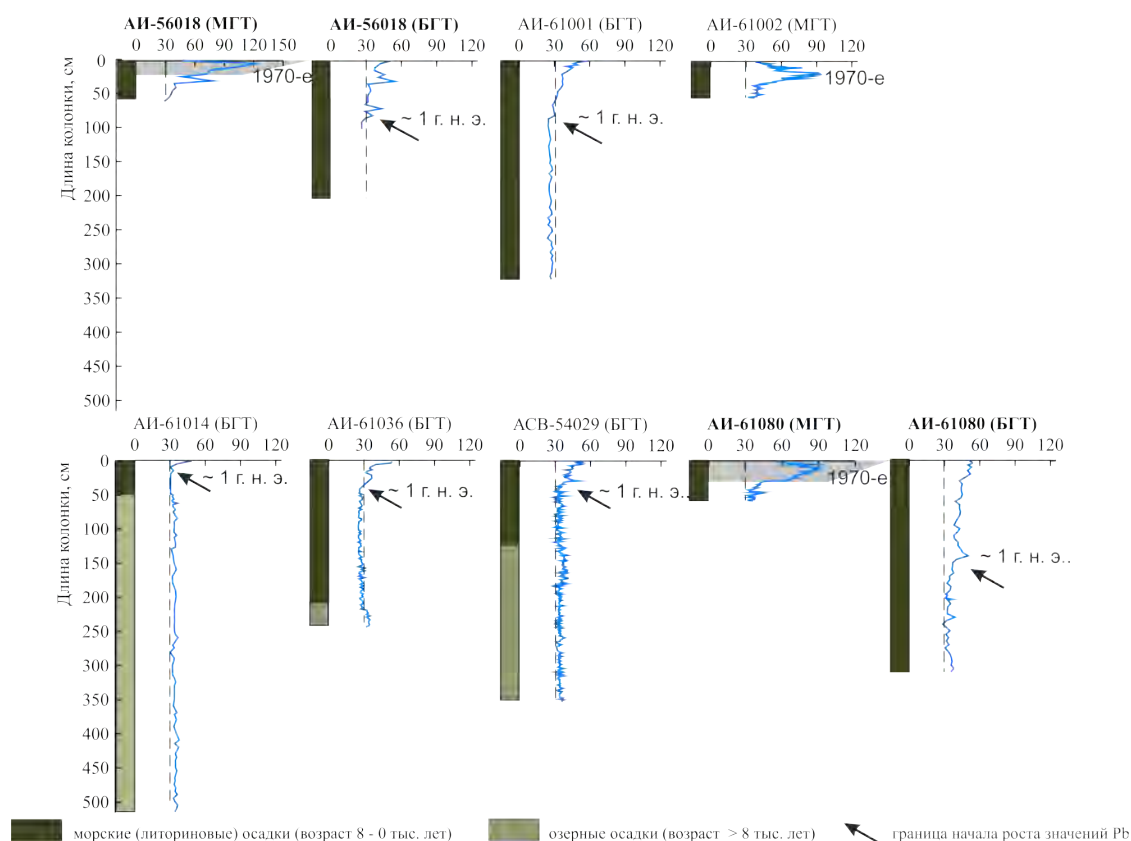 АИ-56018 (МГТ) АИ-56018 (БГТ) АИ-61001 (БГТ) АИ-61002 (МГТ)
0 30 60 90 120 150 0 30 60 90 120 0 30 60 90 120 0 30 60 90 120
Длина колонки, см
0
50
100
150
200
250
300
350
400
450
500
1970-е
~ 1 г. н. э.
~ 1 г. н. э.
1970-е
АИ-61014 (БГТ) АИ-61036 (БГТ) АСВ-54029 (БГТ) АИ-61080 (МГТ) АИ-61080 (БГТ)
0 30 60 90 120 0 30 60 90 120 0 30 60 90 120 0 30 60 90 120 0 30 60 90 120
Длина колонки, см
0
50
100
150
200
250
300
350
400
450
500
~ 1 г. н. э.
~ 1 г. н. э.
~ 1 г. н. э..
1970-е
~ 1 г. н. э..
морские (литориновые) осадки (возраст 8 - 0 тыс. лет) озерные осадки (возраст > 8 тыс. лет) граница начала роста значений Pb